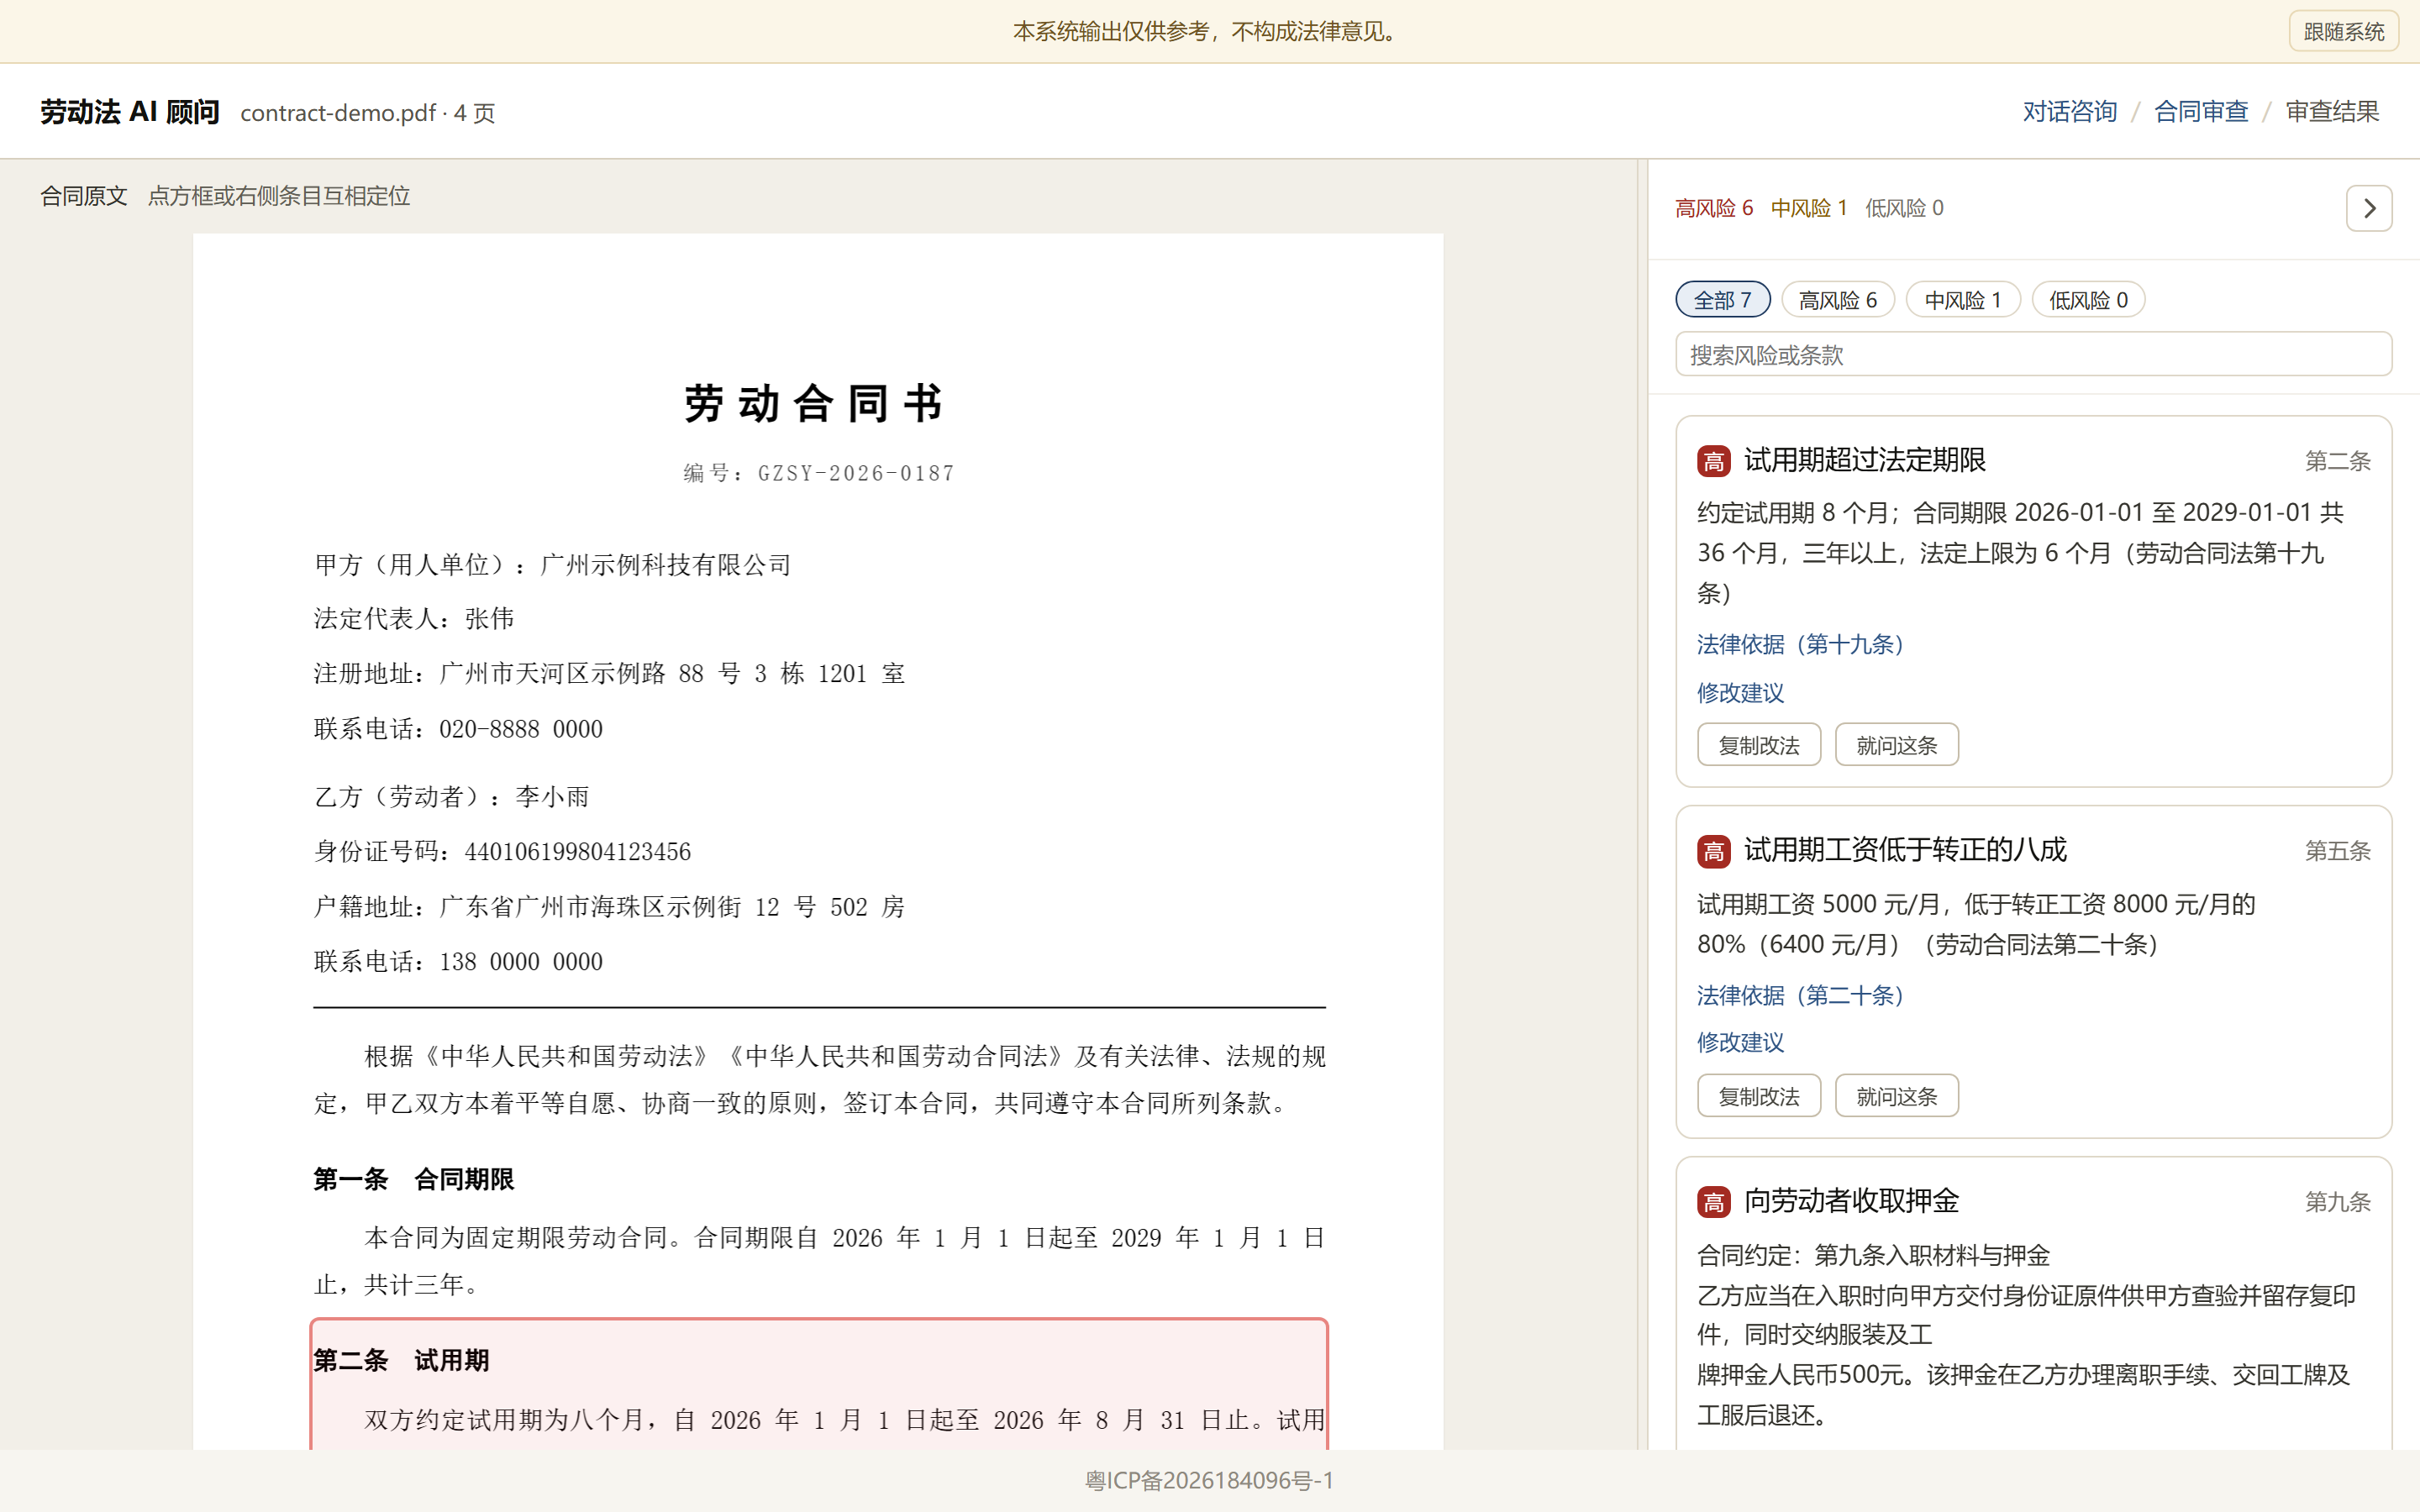 本系统输出仅供参考，不构成法律意见。
跟随系统
劳动法 AI 顾问 contract-demo.pdf · 4 页
对话咨询 / 合同审查 / 审查结果
合同原文 点方框或右侧条目互相定位
劳动合同书
编号：GZSY-2026-0187
甲方（用人单位）：广州示例科技有限公司
法定代表人：张伟
注册地址：广州市天河区示例路 88 号 3 栋 1201 室
联系电话：020-8888 0000
乙方（劳动者）：李小雨
身份证号码：440106199804123456
户籍地址：广东省广州市海珠区示例街 12 号 502 房
联系电话：138 0000 0000
根据《中华人民共和国劳动法》《中华人民共和国劳动合同法》及有关法律、法规的规
定，甲乙双方本着平等自愿、协商一致的原则，签订本合同，共同遵守本合同所列条款。
第一条 合同期限
本合同为固定期限劳动合同。合同期限自 2026 年 1 月 1 日起至 2029 年 1 月 1 日
止，共计三年。
第二条 试用期
双方约定试用期为八个月，自 2026 年 1 月 1 日起至 2026 年 8 月 31 日止。试用
高风险 6 中风险 1 低风险 0
全部 7 高风险 6 中风险 1 低风险 0
搜索风险或条款
高 试用期超过法定期限 第二条
约定试用期 8 个月；合同期限 2026-01-01 至 2029-01-01 共
36 个月，三年以上，法定上限为 6 个月（劳动合同法第十九
条）
法律依据（第十九条）
修改建议
复制改法 就问这条
高 试用期工资低于转正的八成 第五条
试用期工资 5000 元/月，低于转正工资 8000 元/月的
80%（6400 元/月）（劳动合同法第二十条）
法律依据（第二十条）
修改建议
复制改法 就问这条
高 向劳动者收取押金 第九条
合同约定：第九条入职材料与押金
乙方应当在入职时向甲方交付身份证原件供甲方查验并留存复印
件，同时交纳服装及工
牌押金人民币500元。该押金在乙方办理离职手续、交回工牌及
工服后退还。
粤ICP备2026184096号-1